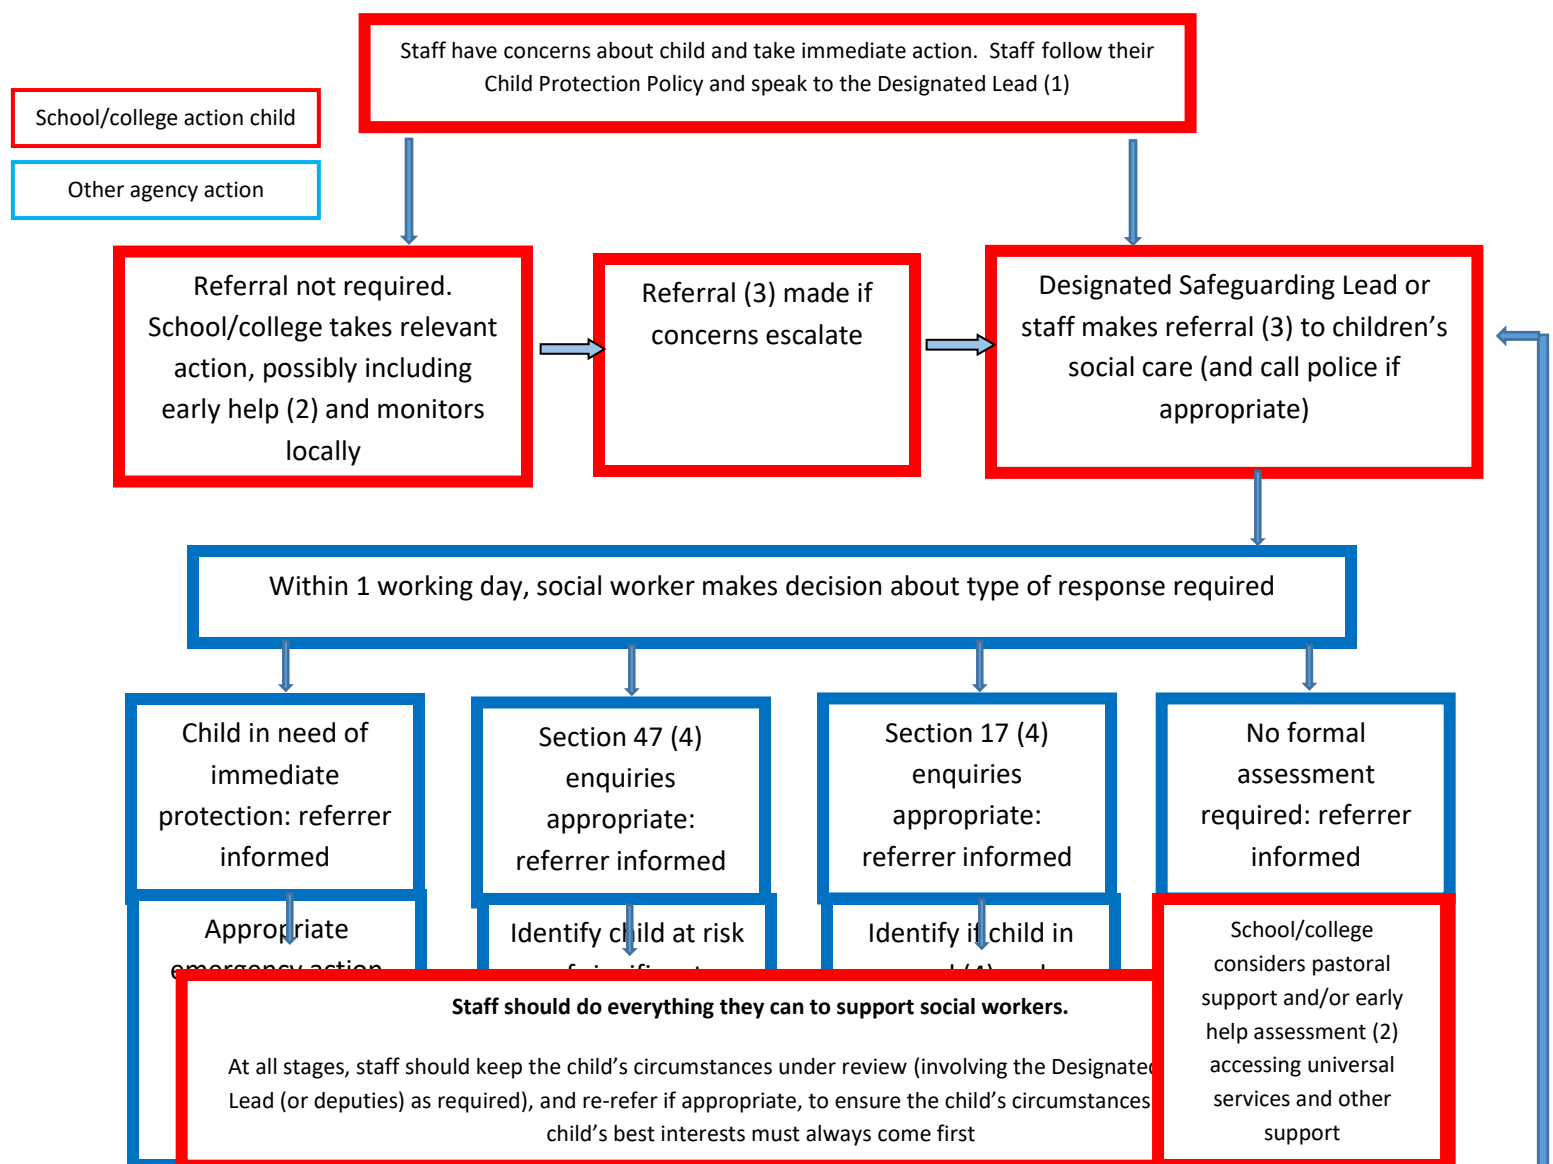 Staff have concerns about child and take immediate action.  Staff follow their
Child Protection Policy and speak to the Designated Lead (1)
School/college action child
Other agency action
Referral not required.
School/college takes relevant
action, possibly including
early help (2) and monitors
locally
Referral (3) made if
concerns escalate
Designated Safeguarding Lead or
staff makes referral (3) to children’s
social care (and call police if
appropriate)
Within 1 working day, social worker makes decision about type of response required
Child in need of
immediate
protection: referrer
informed
Section 47 (4)
enquiries
appropriate:
referrer informed
Section 17 (4)
enquiries
appropriate:
referrer informed
No formal
assessment
required: referrer
informed
Appropriate
emergency action
Identify child at risk
Identify if child in
School/college
considers pastoral
support and/or early
help assessment (2)
accessing universal
services and other
support
Staff should do everything they can to support social workers.
At all stages, staff should keep the child’s circumstances under review (involving the Designated
Lead (or deputies) as required), and re-refer if appropriate, to ensure the child’s circumstances
child’s best interests must always come first